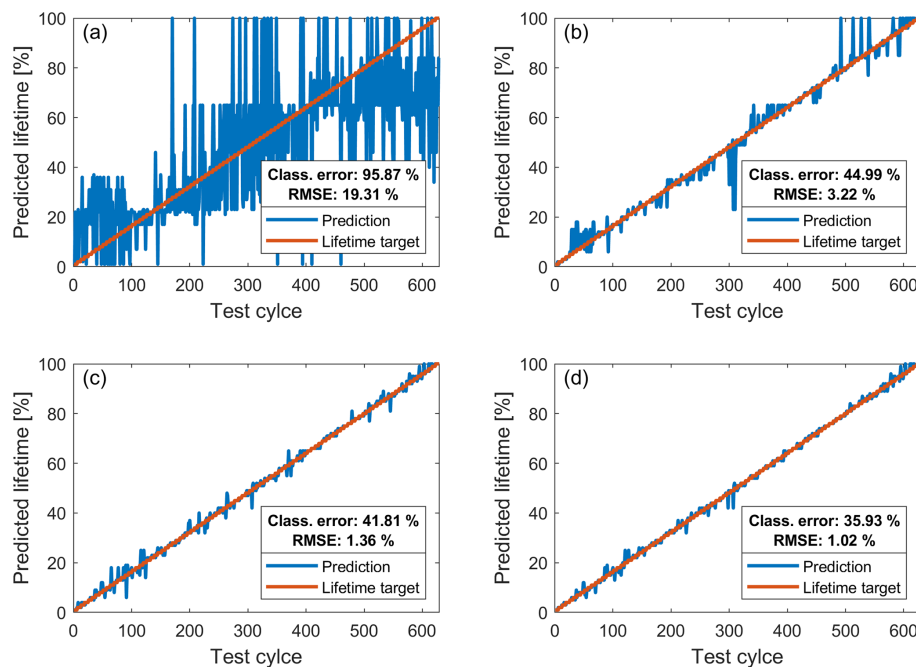 (a)
Predicted lifetime [%]
100
80
60
40
20
0
Class. error: 95.87 %
RMSE: 19.31 %
Prediction
Lifetime target
0 100 200 300 400 500 600
Test cylce
(b)
Predicted lifetime [%]
100
80
60
40
20
0
Class. error: 44.99 %
RMSE: 3.22 %
Prediction
Lifetime target
0 100 200 300 400 500 600
Test cylce
(c)
Predicted lifetime [%]
100
80
60
40
20
0
Class. error: 41.81 %
RMSE: 1.36 %
Prediction
Lifetime target
0 100 200 300 400 500 600
Test cylce
(d)
Predicted lifetime [%]
100
80
60
40
20
0
Class. error: 35.93 %
RMSE: 1.02 %
Prediction
Lifetime target
0 100 200 300 400 500 600
Test cylce